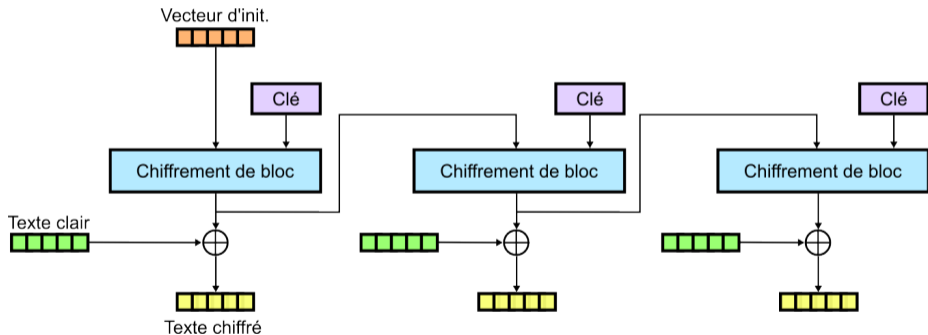 Vecteur d'init.
Clé
Clé
Clé
Chiffrement de bloc
Chiffrement de bloc
Chiffrement de bloc
Texte clair
Texte chiffré